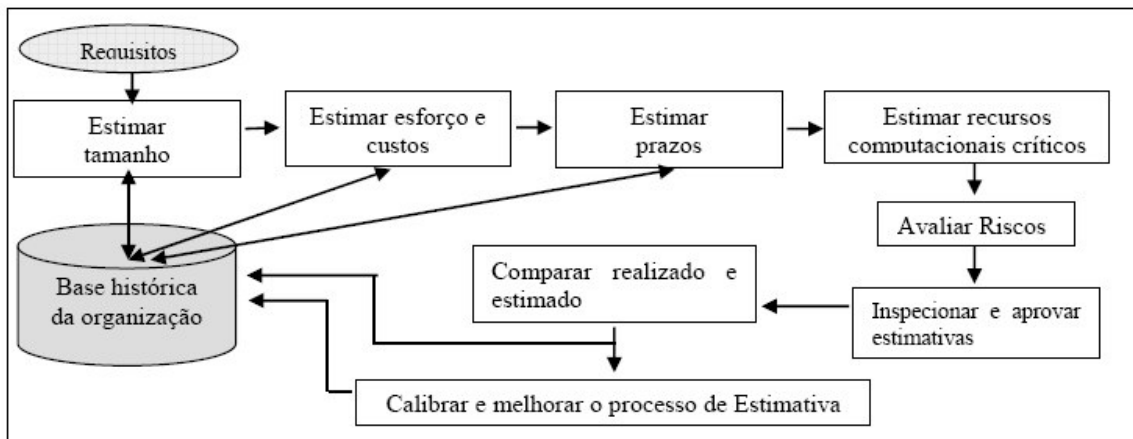 Requisitos
Estimar
tamanho
Estimar esforço e
custos
Estimar
prazos
Estimar recursos
computacionais críticos
Avaliar Riscos
Base histórica
da organização
Comparar realizado e
estimado
Inspecionar e aprovar
estimativas
Calibrar e melhorar o processo de Estimativa